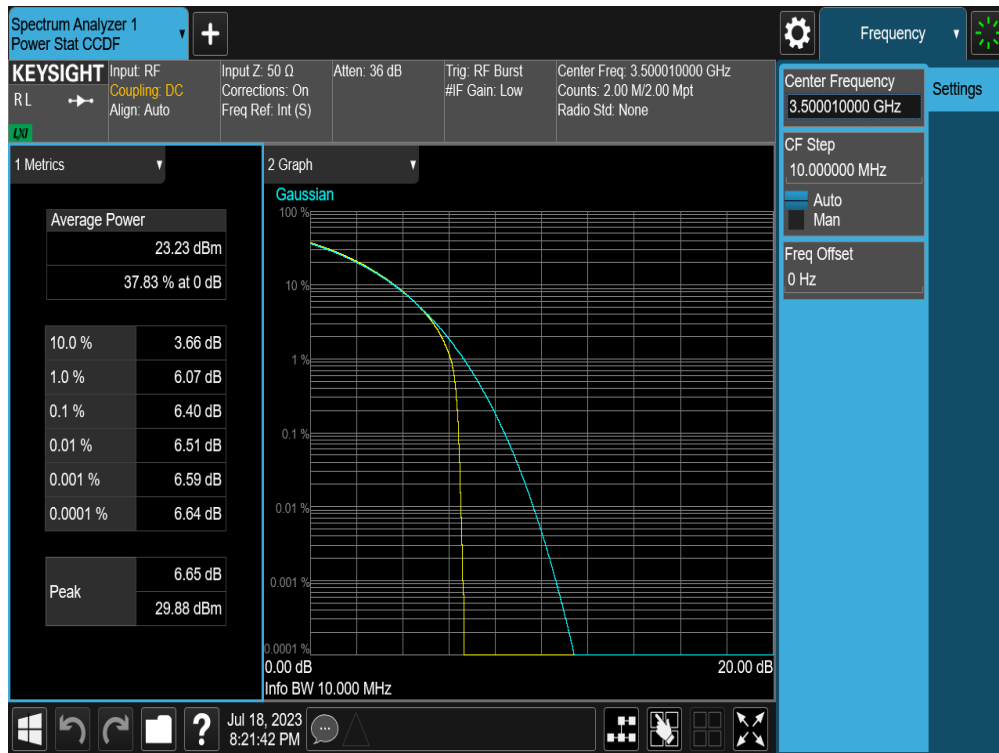 Spectrum Analyzer 1
Power Stat CCDF
+
Frequency
KEYSIGHT
RL
LXI
Input: RF
Coupling: DC
Align: Auto
Input Z: 50 Ω
Corrections: On
Freq Ref: Int (S)
Atten: 36 dB
Trig: RF Burst
#IF Gain: Low
Center Freq: 3.500010000 GHz
Counts: 2.00 M/2.00 Mpt
Radio Std: None
Center Frequency
3.500010000 GHz
Settings
CF Step
10.000000 MHz
Auto
Man
Freq Offset
0 Hz
1 Metrics
Average Power
23.23 dBm
37.83 % at 0 dB
10.0 % 3.66 dB
1.0 % 6.07 dB
0.1 % 6.40 dB
0.01 % 6.51 dB
0.001 % 6.59 dB
0.0001 % 6.64 dB
Peak 6.65 dB
29.88 dBm
2 Graph
Gaussian
100 %
10 %
1 %
0.1 %
0.01 %
0.001 %
0.0001 %
0.00 dB 20.00 dB
Info BW 10.000 MHz
?
Jul 18, 2023
8:21:42 PM